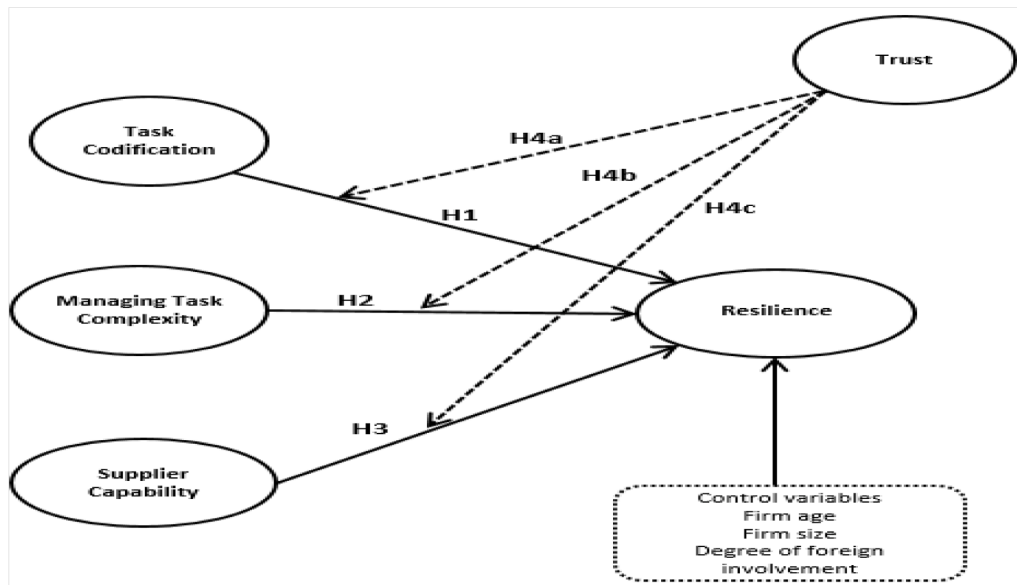 Trust
Task
Codification
H4a
H4b
H4c
H1
Managing Task
Complexity
H2
Resilience
H3
Supplier
Capability
Control variables
Firm age
Firm size
Degree of foreign
involvement